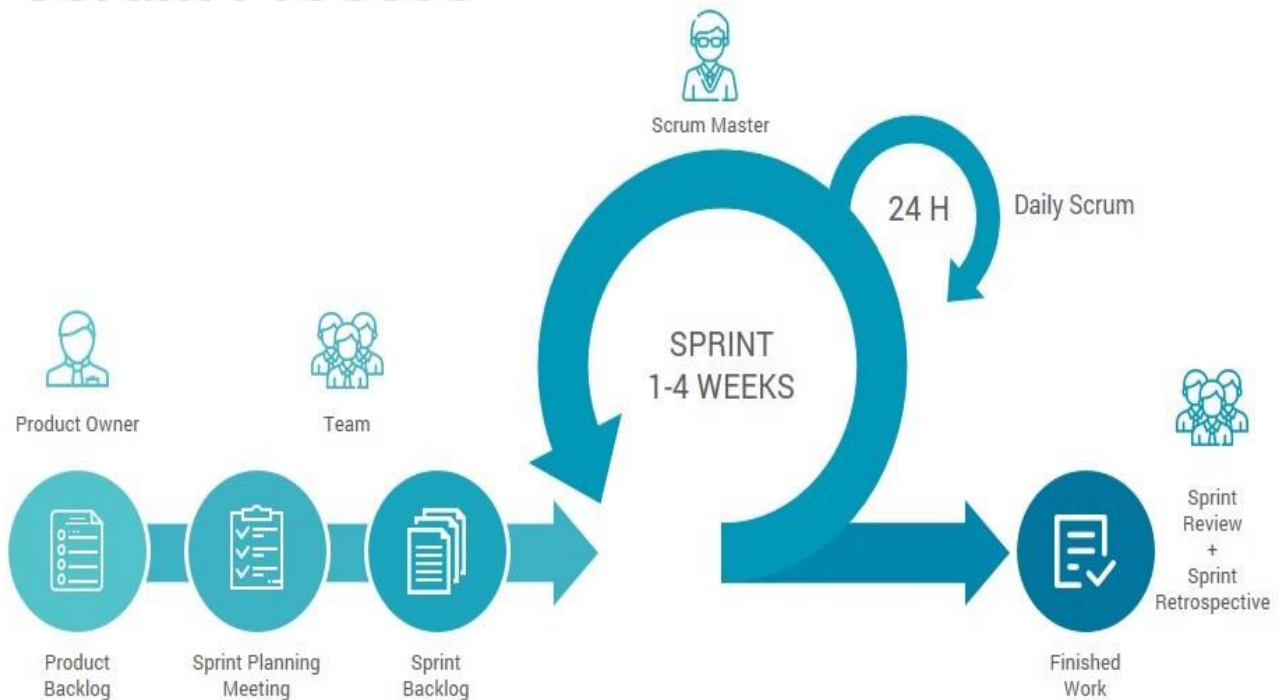 Scrum Master
24 H
Daily Scrum
SPRINT
1-4 WEEKS
Product Owner
Team
Sprint
Review
+
Sprint
Retrospective
Product
Backlog
Sprint Planning
Meeting
Sprint
Backlog
Finished
Work